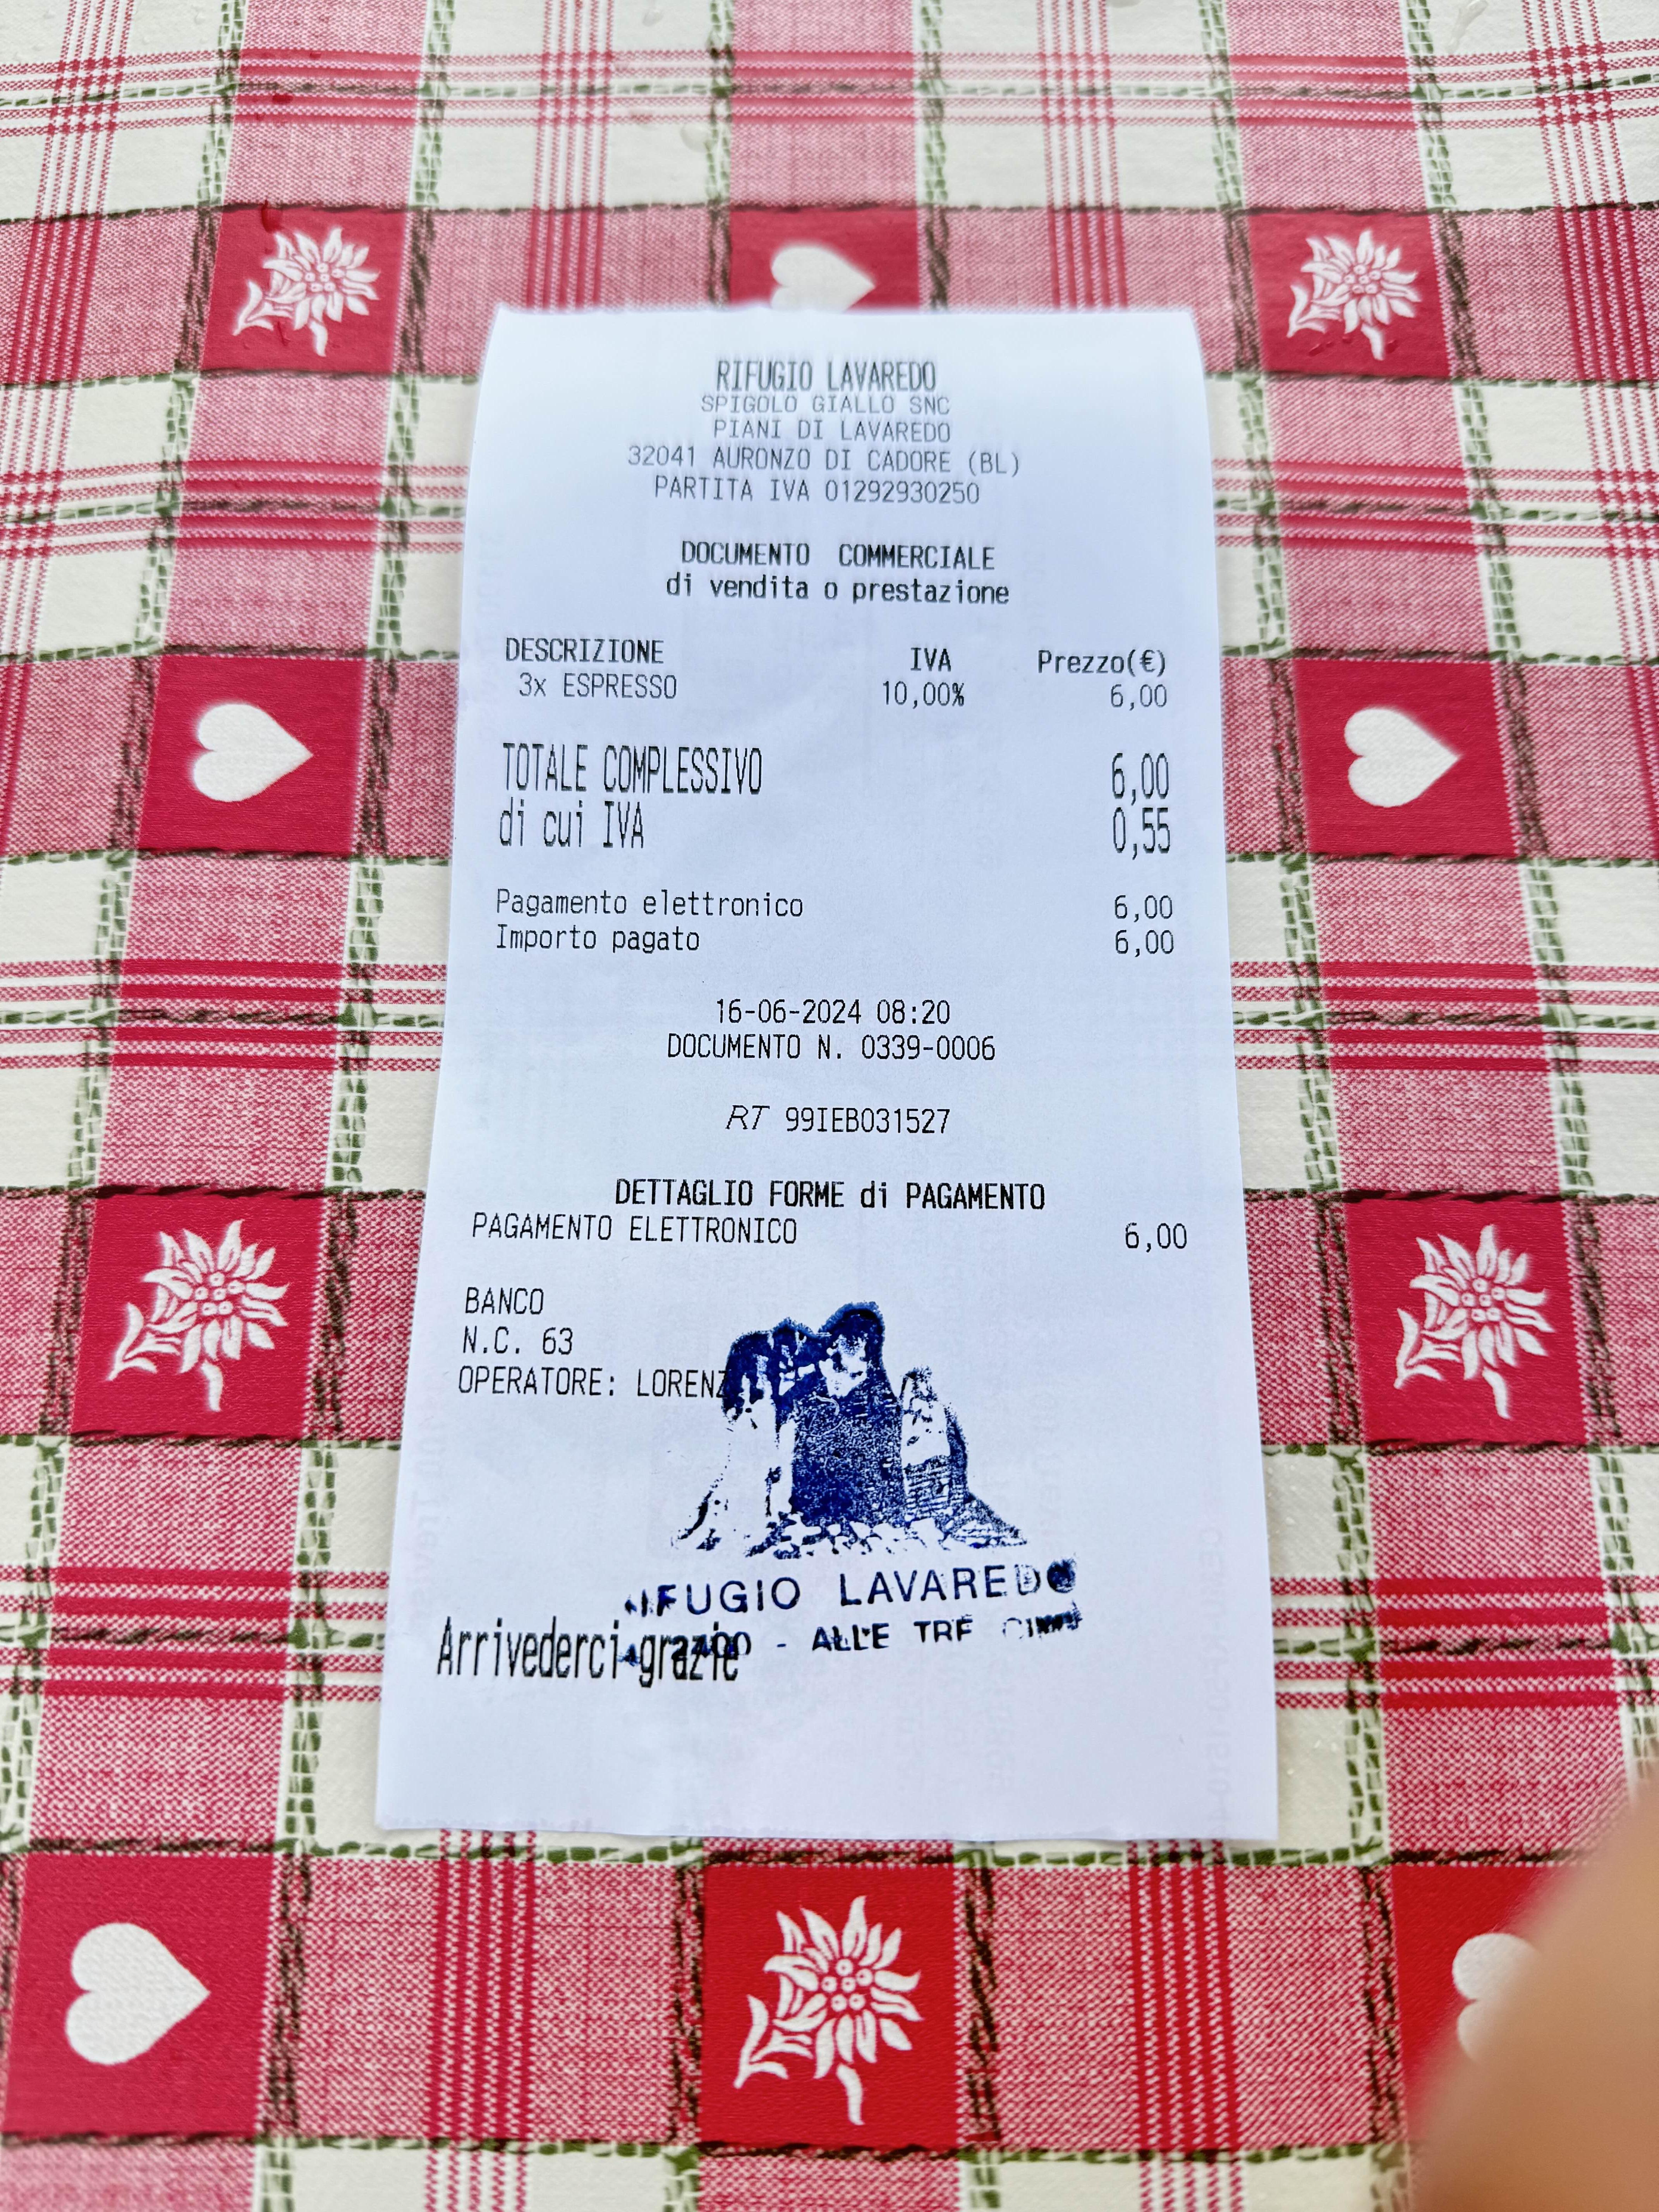 RIFUGIO LAVAREDO
SPIGOLO GIALLO SNC
PIANI DI LAVAREDO
32041 AURONZO DI CADORE (BL)
PARTITA IVA 01292930250
DOCUMENTO COMMERCIALE
di vendita o prestazione
DESCRIZIONE IVA Prezzo(€)
3x ESPRESSO 10,00% 6,00
TOTALE COMPLESSIVO 6,00
di cui IVA 0,55
Pagamento elettronico 6,00
Importo pagato 6,00
16-06-2024 08:20
DOCUMENTO N. 0339-0006
RT 99IEB031527
DETTAGLIO FORME di PAGAMENTO
PAGAMENTO ELETTRONICO 6,00
BANCO
N.C. 63
OPERATORE: LORENZ
IFUGIO LAVAREDO
- ALLE TRE CIME
Arrivederci grazie